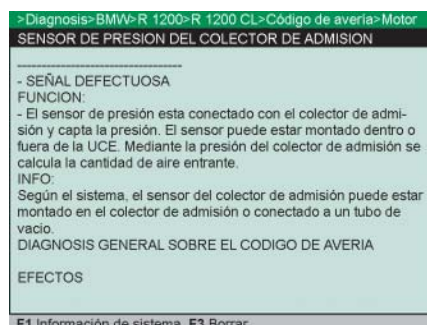 >Diagnosis>BMW>R 1200>R 1200 CL>Código de avería>Motor
SENSOR DE PRESION DEL COLECTOR DE ADMISION
---------------------------------
- SEÑAL DEFECTUOSA
FUNCION:
- El sensor de presión esta conectado con el colector de admi-
sión y capta la presión. El sensor puede estar montado dentro o
fuera de la UCE. Mediante la presión del colector de admisión se
calcula la cantidad de aire entrante.
INFO:
Según el sistema, el sensor del colector de admisión puede estar
montado en el colector de admisión o conectado a un tubo de
vacio.
DIAGNOSIS GENERAL SOBRE EL CODIGO DE AVERIA
EFECTOS
F1 Información de sistema F3 Borrar